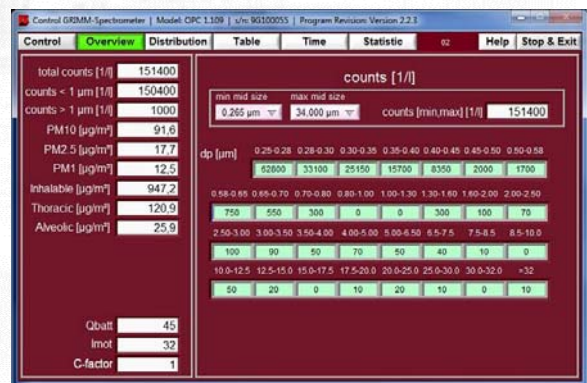 Control GRIMM-Spectrometer | Model: OPC 1.109 | s/n: 9G100055 | Program Revision: Version 2.2.3
Control Overview Distribution Table Time Statistic 02 Help Stop & Exit
total counts [1/l] 151400
counts < 1 µm [1/l] 150400
counts > 1 µm [1/l] 1000
PM10 [µg/m³] 91,6
PM2.5 [µg/m³] 17,7
PM1 [µg/m³] 12,5
Inhalable [µg/m³] 947,2
Thoracic [µg/m³] 120,9
Alveolic [µg/m³] 25,9
Qbatt 45
Imot 32
C-factor 1
counts [1/l]
min mid size max mid size
0.265 µm 34.000 µm counts [min,max] [1/l] 151400
dp [µm] 0.25-0.28 0.28-0.30 0.30-0.35 0.35-0.40 0.40-0.45 0.45-0.50 0.50-0.58
62800 33100 25150 15700 8350 2000 1700
0.58-0.65 0.65-0.70 0.70-0.80 0.80-1.00 1.00-1.30 1.30-1.60 1.60-2.00 2.00-2.50
750 550 300 0 0 300 100 70
2.50-3.00 3.00-3.50 3.50-4.00 4.00-5.00 5.00-6.50 6.5-7.5 7.5-8.5 8.5-10.0
100 90 50 70 50 40 10 0
10.0-12.5 12.5-15.0 15.0-17.5 17.5-20.0 20.0-25.0 25.0-30.0 30.0-32.0 >32
50 20 0 10 20 10 0 10